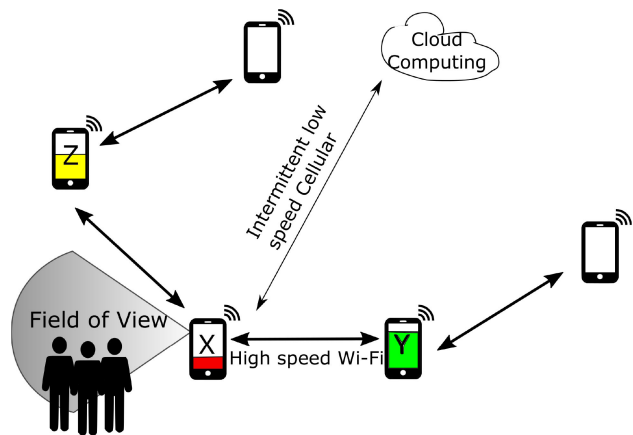 Cloud
Computing
Z
Intermittent low
speed Cellular
Field of View
X
High speed Wi-Fi
Y